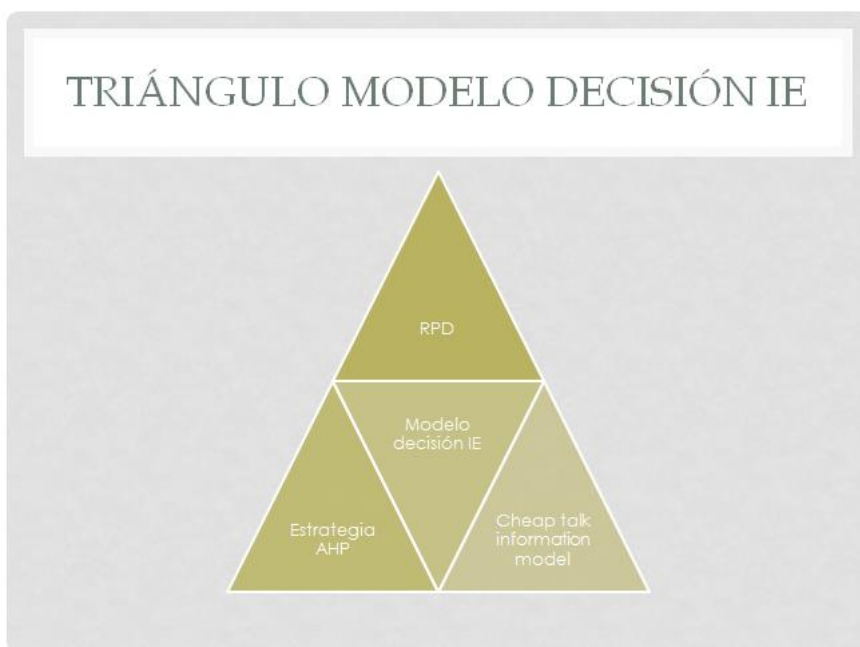 TRIÁNGULO MODELO DECISIÓN IE
RPD
Modelo
decisión IE
Estrategia
AHP
Cheap talk
information
model